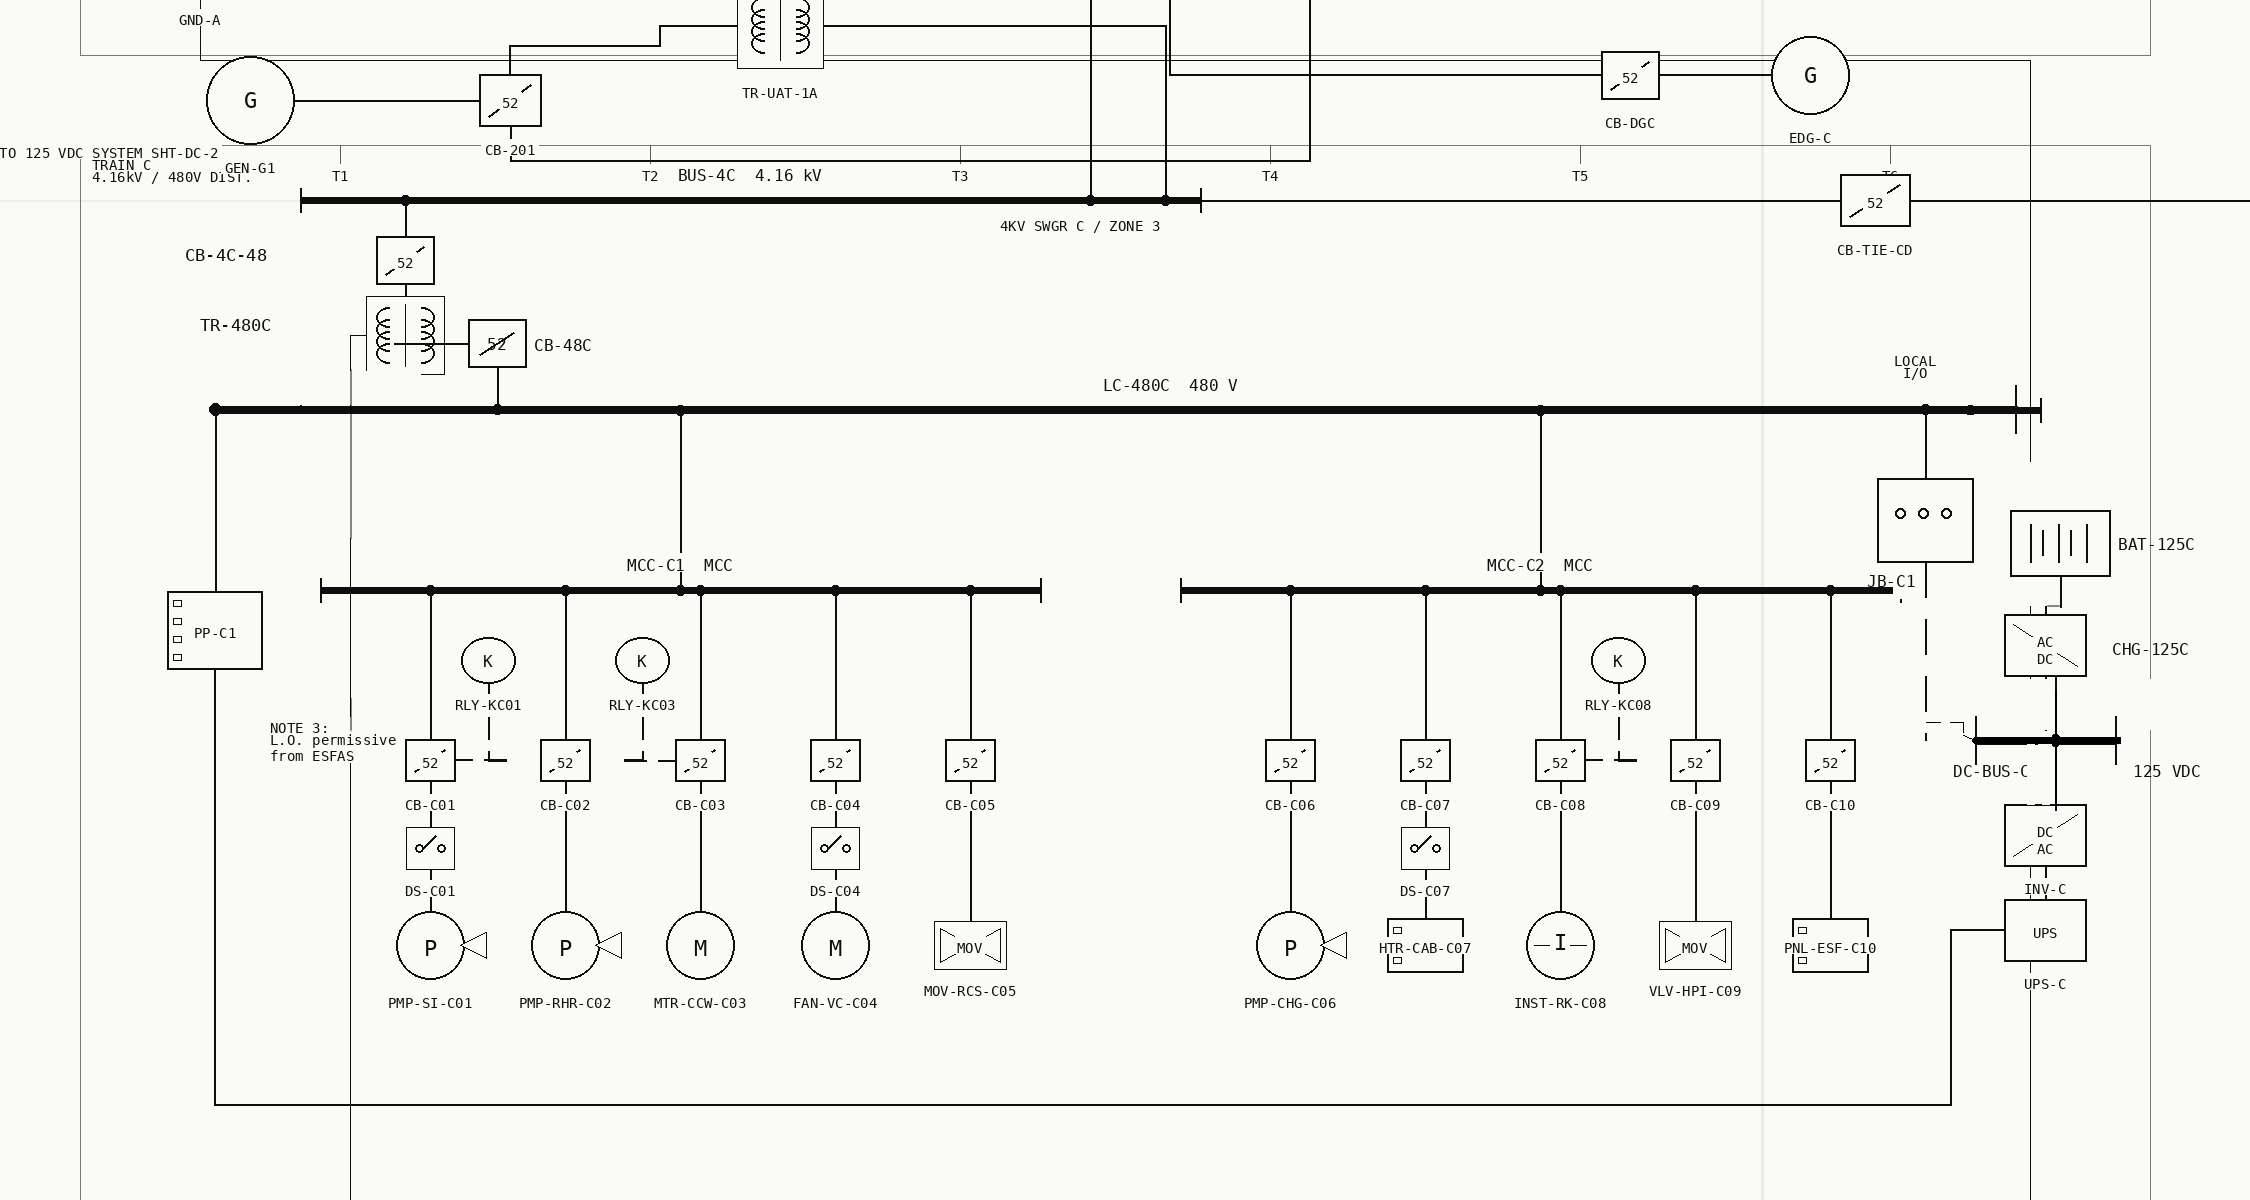 GND-A
G
52
TR-UAT-1A
52
G
CB-DGC
EDG-C
CB-201
TO 125 VDC SYSTEM SHT-DC-2
TRAIN C
4.16kV / 480V DIST.
GEN-G1
T1
T2
BUS-4C  4.16 kV
T3
T4
T5
52
4KV SWGR C / ZONE 3
CB-TIE-CD
CB-4C-48
52
TR-480C
52
CB-48C
LC-480C  480 V
LOCAL
I/O
BAT-125C
MCC-C1  MCC
MCC-C2  MCC
JB-C1
PP-C1
AC
DC
CHG-125C
K
K
K
RLY-KC01
RLY-KC03
RLY-KC08
NOTE 3:
L.O. permissive
from ESFAS
52
52
52
52
52
52
52
52
52
52
DC-BUS-C
125 VDC
CB-C01
CB-C02
CB-C03
CB-C04
CB-C05
CB-C06
CB-C07
CB-C08
CB-C09
CB-C10
DC
AC
DS-C01
DS-C04
DS-C07
INV-C
P
P
M
M
MOV
P
HTR-CAB-C07
I
MOV
PNL-ESF-C10
UPS
PMP-SI-C01
PMP-RHR-C02
MTR-CCW-C03
FAN-VC-C04
MOV-RCS-C05
PMP-CHG-C06
INST-RK-C08
VLV-HPI-C09
UPS-C